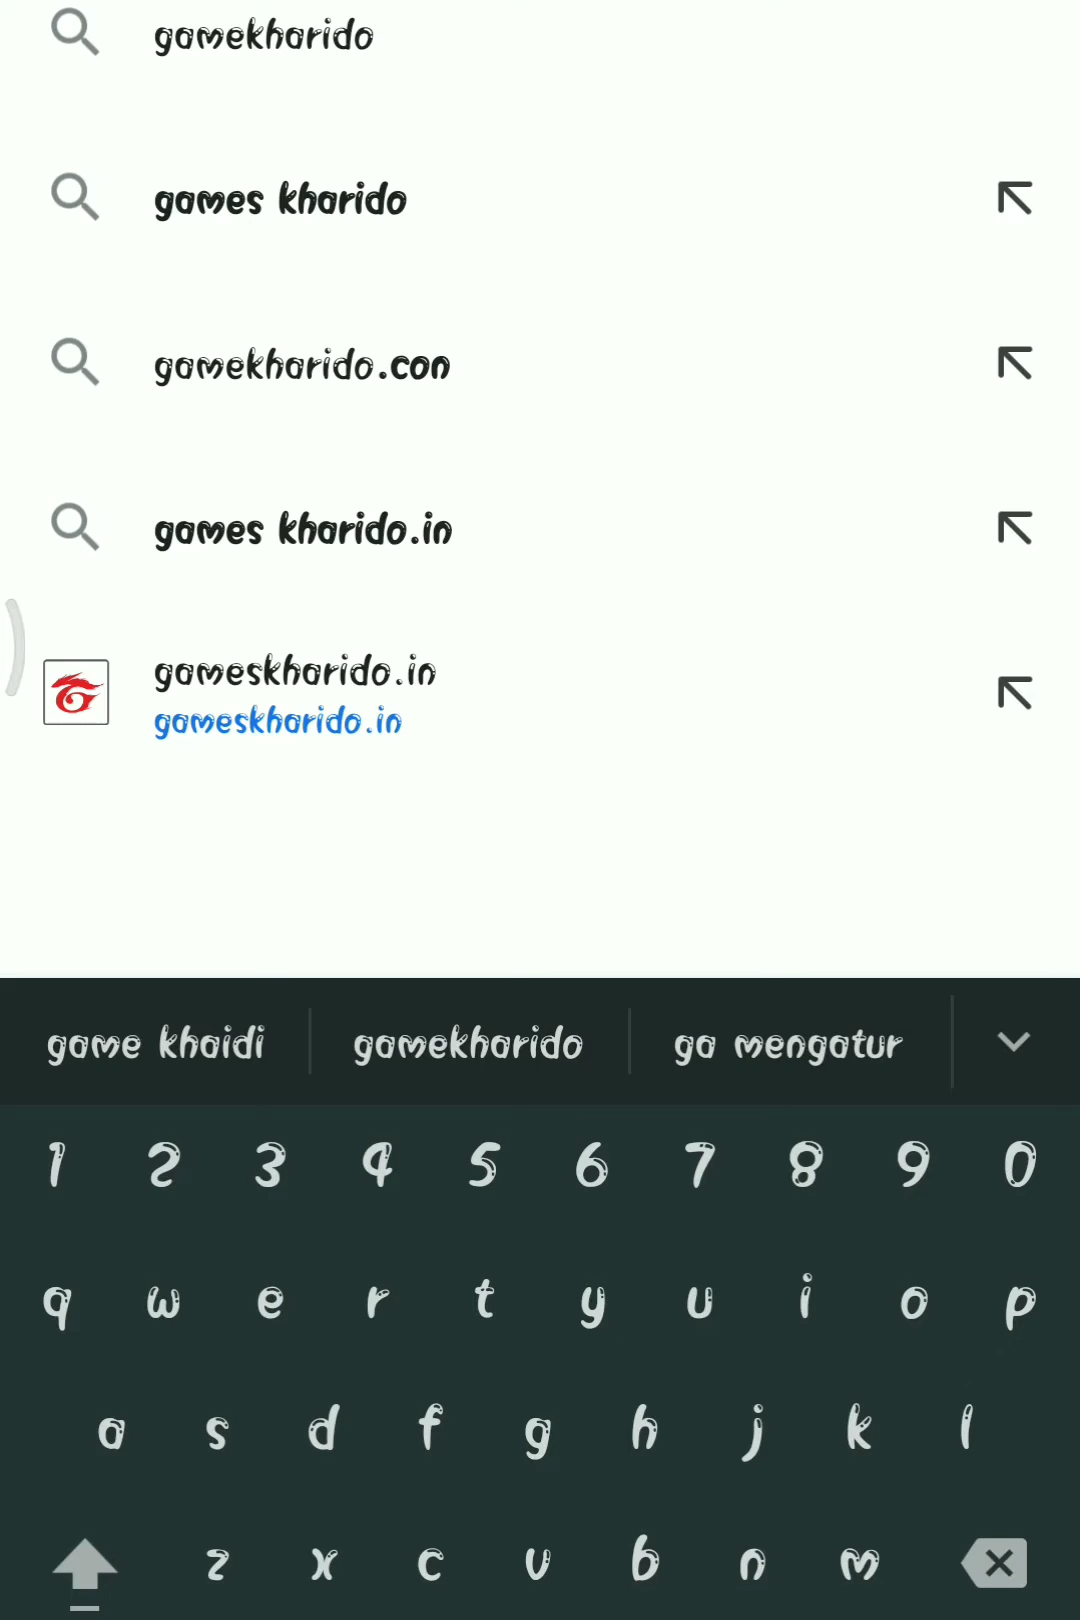 gamekharido
games kharido
gamekharido.con
games kharido.in
gameskharido.in
gameskharido.in
game khaidi gamekharido ga mengatur
1 2 3 4 5 6 7 8 9 0
q w e r t y u i o p
a s d f g h j k l
z x c v b n m